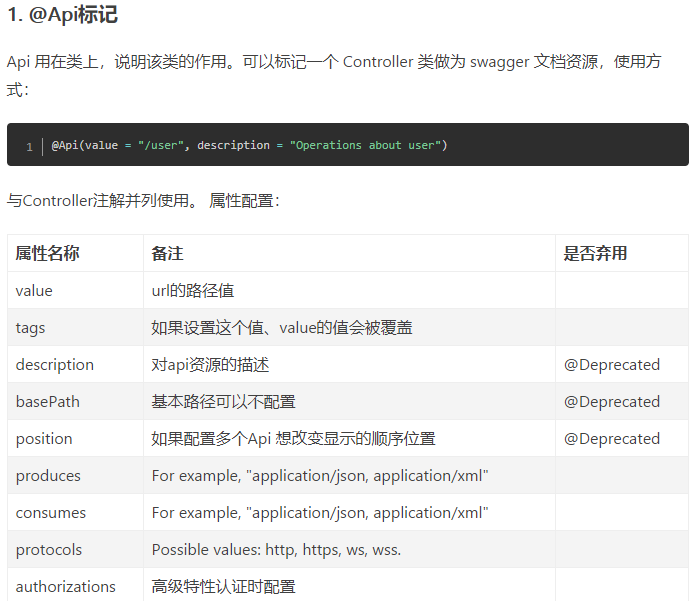 1. @Api标记
Api 用在类上，说明该类的作用。可以标记一个 Controller 类做为 swagger 文档资源，使用方
式：
1 @Api(value = "/user", description = "Operations about user")
与Controller注解并列使用。 属性配置：
属性名称 备注 是否弃用
value url的路径值
tags 如果设置这个值、value的值会被覆盖
description 对api资源的描述 @Deprecated
basePath 基本路径可以不配置 @Deprecated
position 如果配置多个Api 想改变显示的顺序位置 @Deprecated
produces For example, "application/json, application/xml"
consumes For example, "application/json, application/xml"
protocols Possible values: http, https, ws, wss.
authorizations 高级特性认证时配置